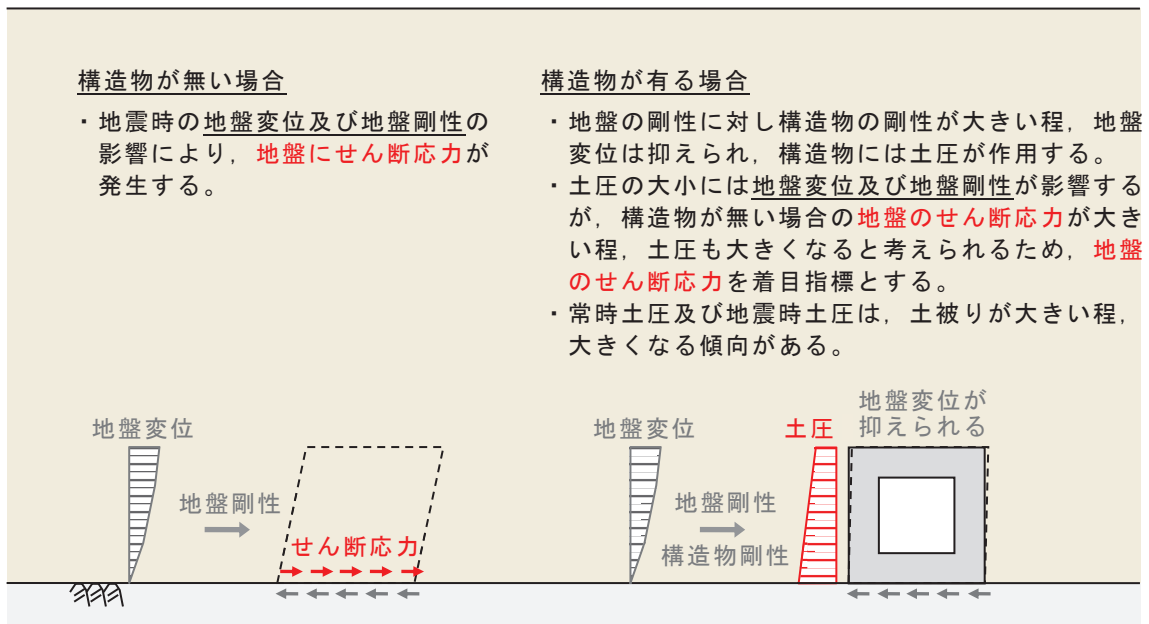 構造物が無い場合
・地震時の地盤変位及び地盤剛性の
影響により，地盤にせん断応力が
発生する。
構造物が有る場合
・地盤の剛性に対し構造物の剛性が大きい程，地盤
変位は抑えられ，構造物には土圧が作用する。
・土圧の大小には地盤変位及び地盤剛性が影響する
が，構造物が無い場合の地盤のせん断応力が大き
い程，土圧も大きくなると考えられるため，地盤
のせん断応力を着目指標とする。
・常時土圧及び地震時土圧は，土被りが大きい程，
大きくなる傾向がある。
地盤変位
地盤剛性
せん断応力
地盤変位
地盤剛性
構造物剛性
土圧
地盤変位が
抑えられる